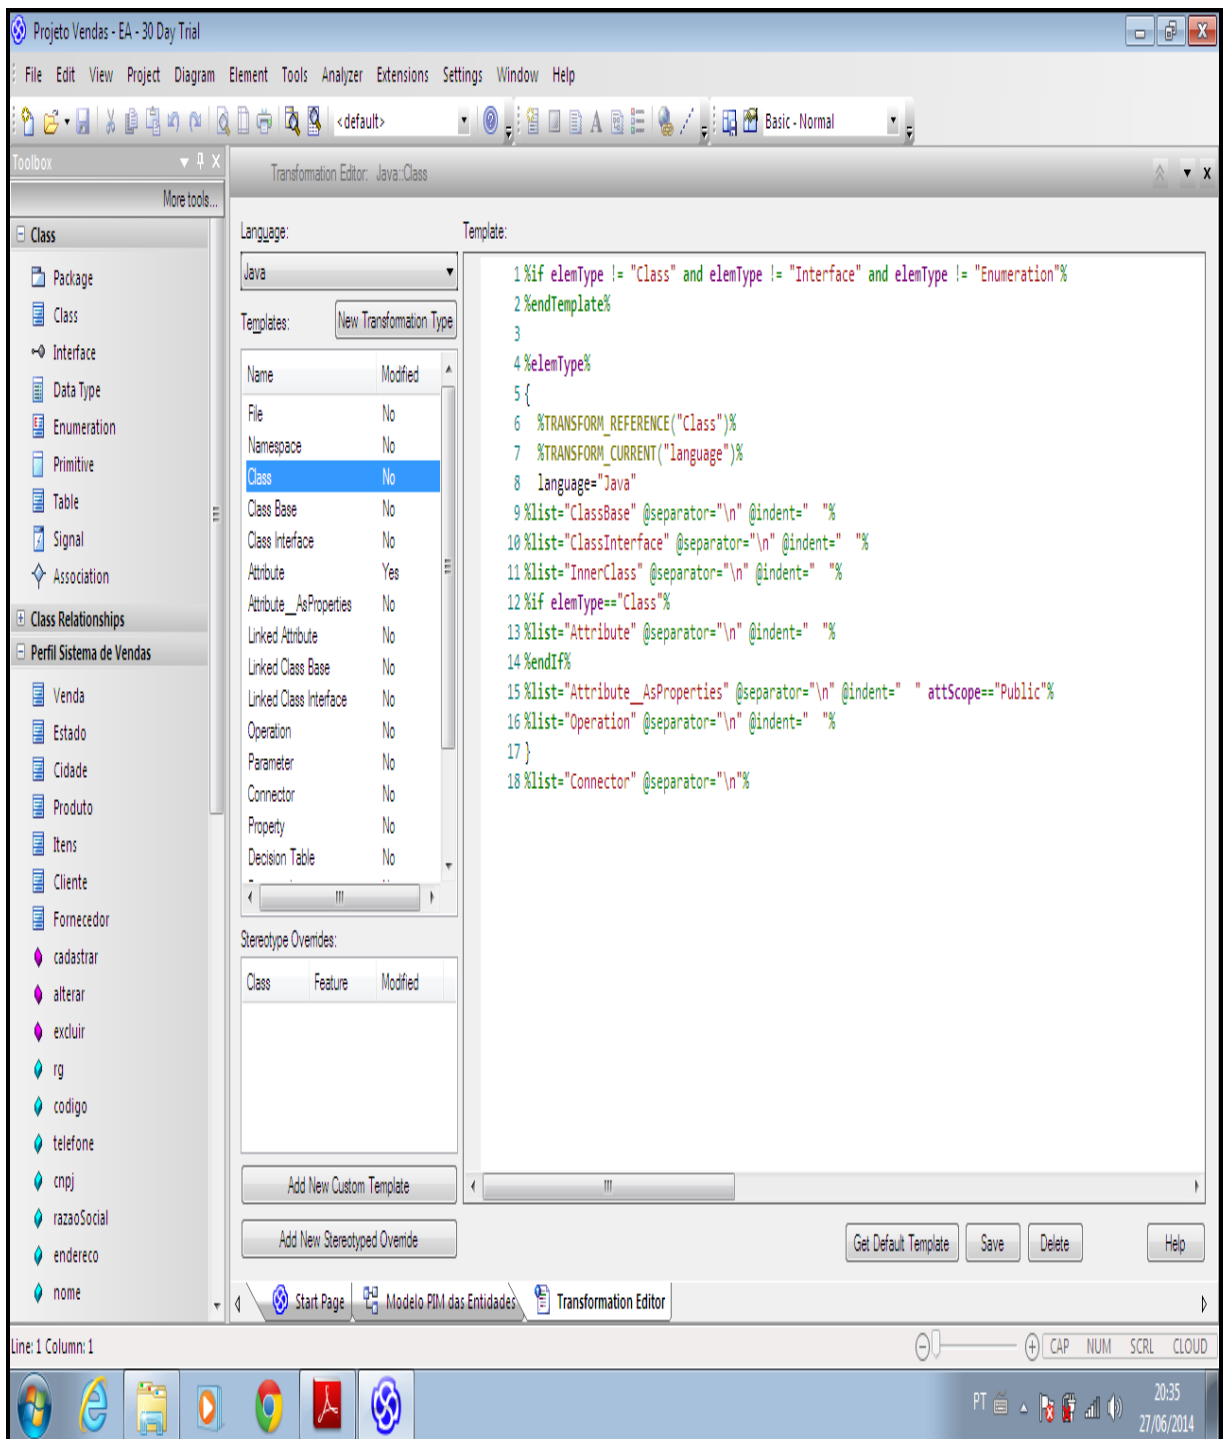 Projeto Vendas - EA - 30 Day Trial
File Edit View Project Diagram Element Tools Analyzer Extensions Settings Window Help
<default> Basic - Normal
Toolbox
More tools...
Class
Package
Class
Interface
Data Type
Enumeration
Primitive
Table
Signal
Association
Class Relationships
Perfil Sistema de Vendas
Venda
Estado
Cidade
Produto
Itens
Cliente
Fornecedor
cadastrar
alterar
excluir
rg
codigo
telefone
cnpj
razaoSocial
endereco
nome
Transformation Editor: Java::Class
Language:
Java
Templates: New Transformation Type
Name Modified
File No
Namespace No
Class No
Class Base No
Class Interface No
Attribute Yes
Attribute__AsProperties No
Linked Attribute No
Linked Class Base No
Linked Class Interface No
Operation No
Parameter No
Connector No
Property No
Decision Table No
Stereotype Overrides:
Class Feature Modified
Add New Custom Template
Add New Stereotyped Override
Template:
1 %if elemType != "Class" and elemType != "Interface" and elemType != "Enumeration"%
2 %endTemplate%
3
4 %elemType%
5 {
6   %TRANSFORM_REFERENCE("Class")%
7   %TRANSFORM_CURRENT("language")%
8   language="Java"
9 %list="ClassBase" @separator="\n" @indent="  "%
10 %list="ClassInterface" @separator="\n" @indent="  "%
11 %list="InnerClass" @separator="\n" @indent="  "%
12 %if elemType=="Class"%
13 %list="Attribute" @separator="\n" @indent="  "%
14 %endIf%
15 %list="Attribute__AsProperties" @separator="\n" @indent="  " attScope=="Public"%
16 %list="Operation" @separator="\n" @indent="  "%
17 }
18 %list="Connector" @separator="\n"%
Get Default Template Save Delete Help
Start Page Modelo PIM das Entidades Transformation Editor
Line: 1 Column: 1 CAP NUM SCRL CLOUD
PT 20:35
27/06/2014